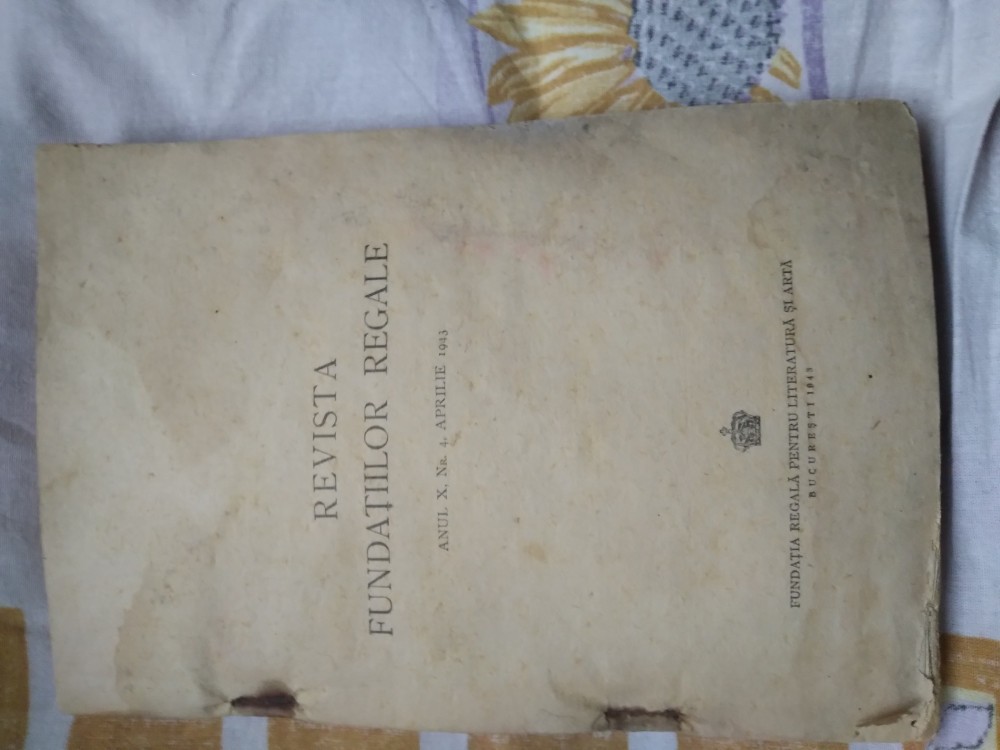 REVISTA
FUNDAȚIILOR REGALE
ANUL X, NR. 4, APRILIE 1943
FUNDAȚIA REGALĂ PENTRU LITERATURĂ ȘI ARTĂ
BUCUREȘTI 1943